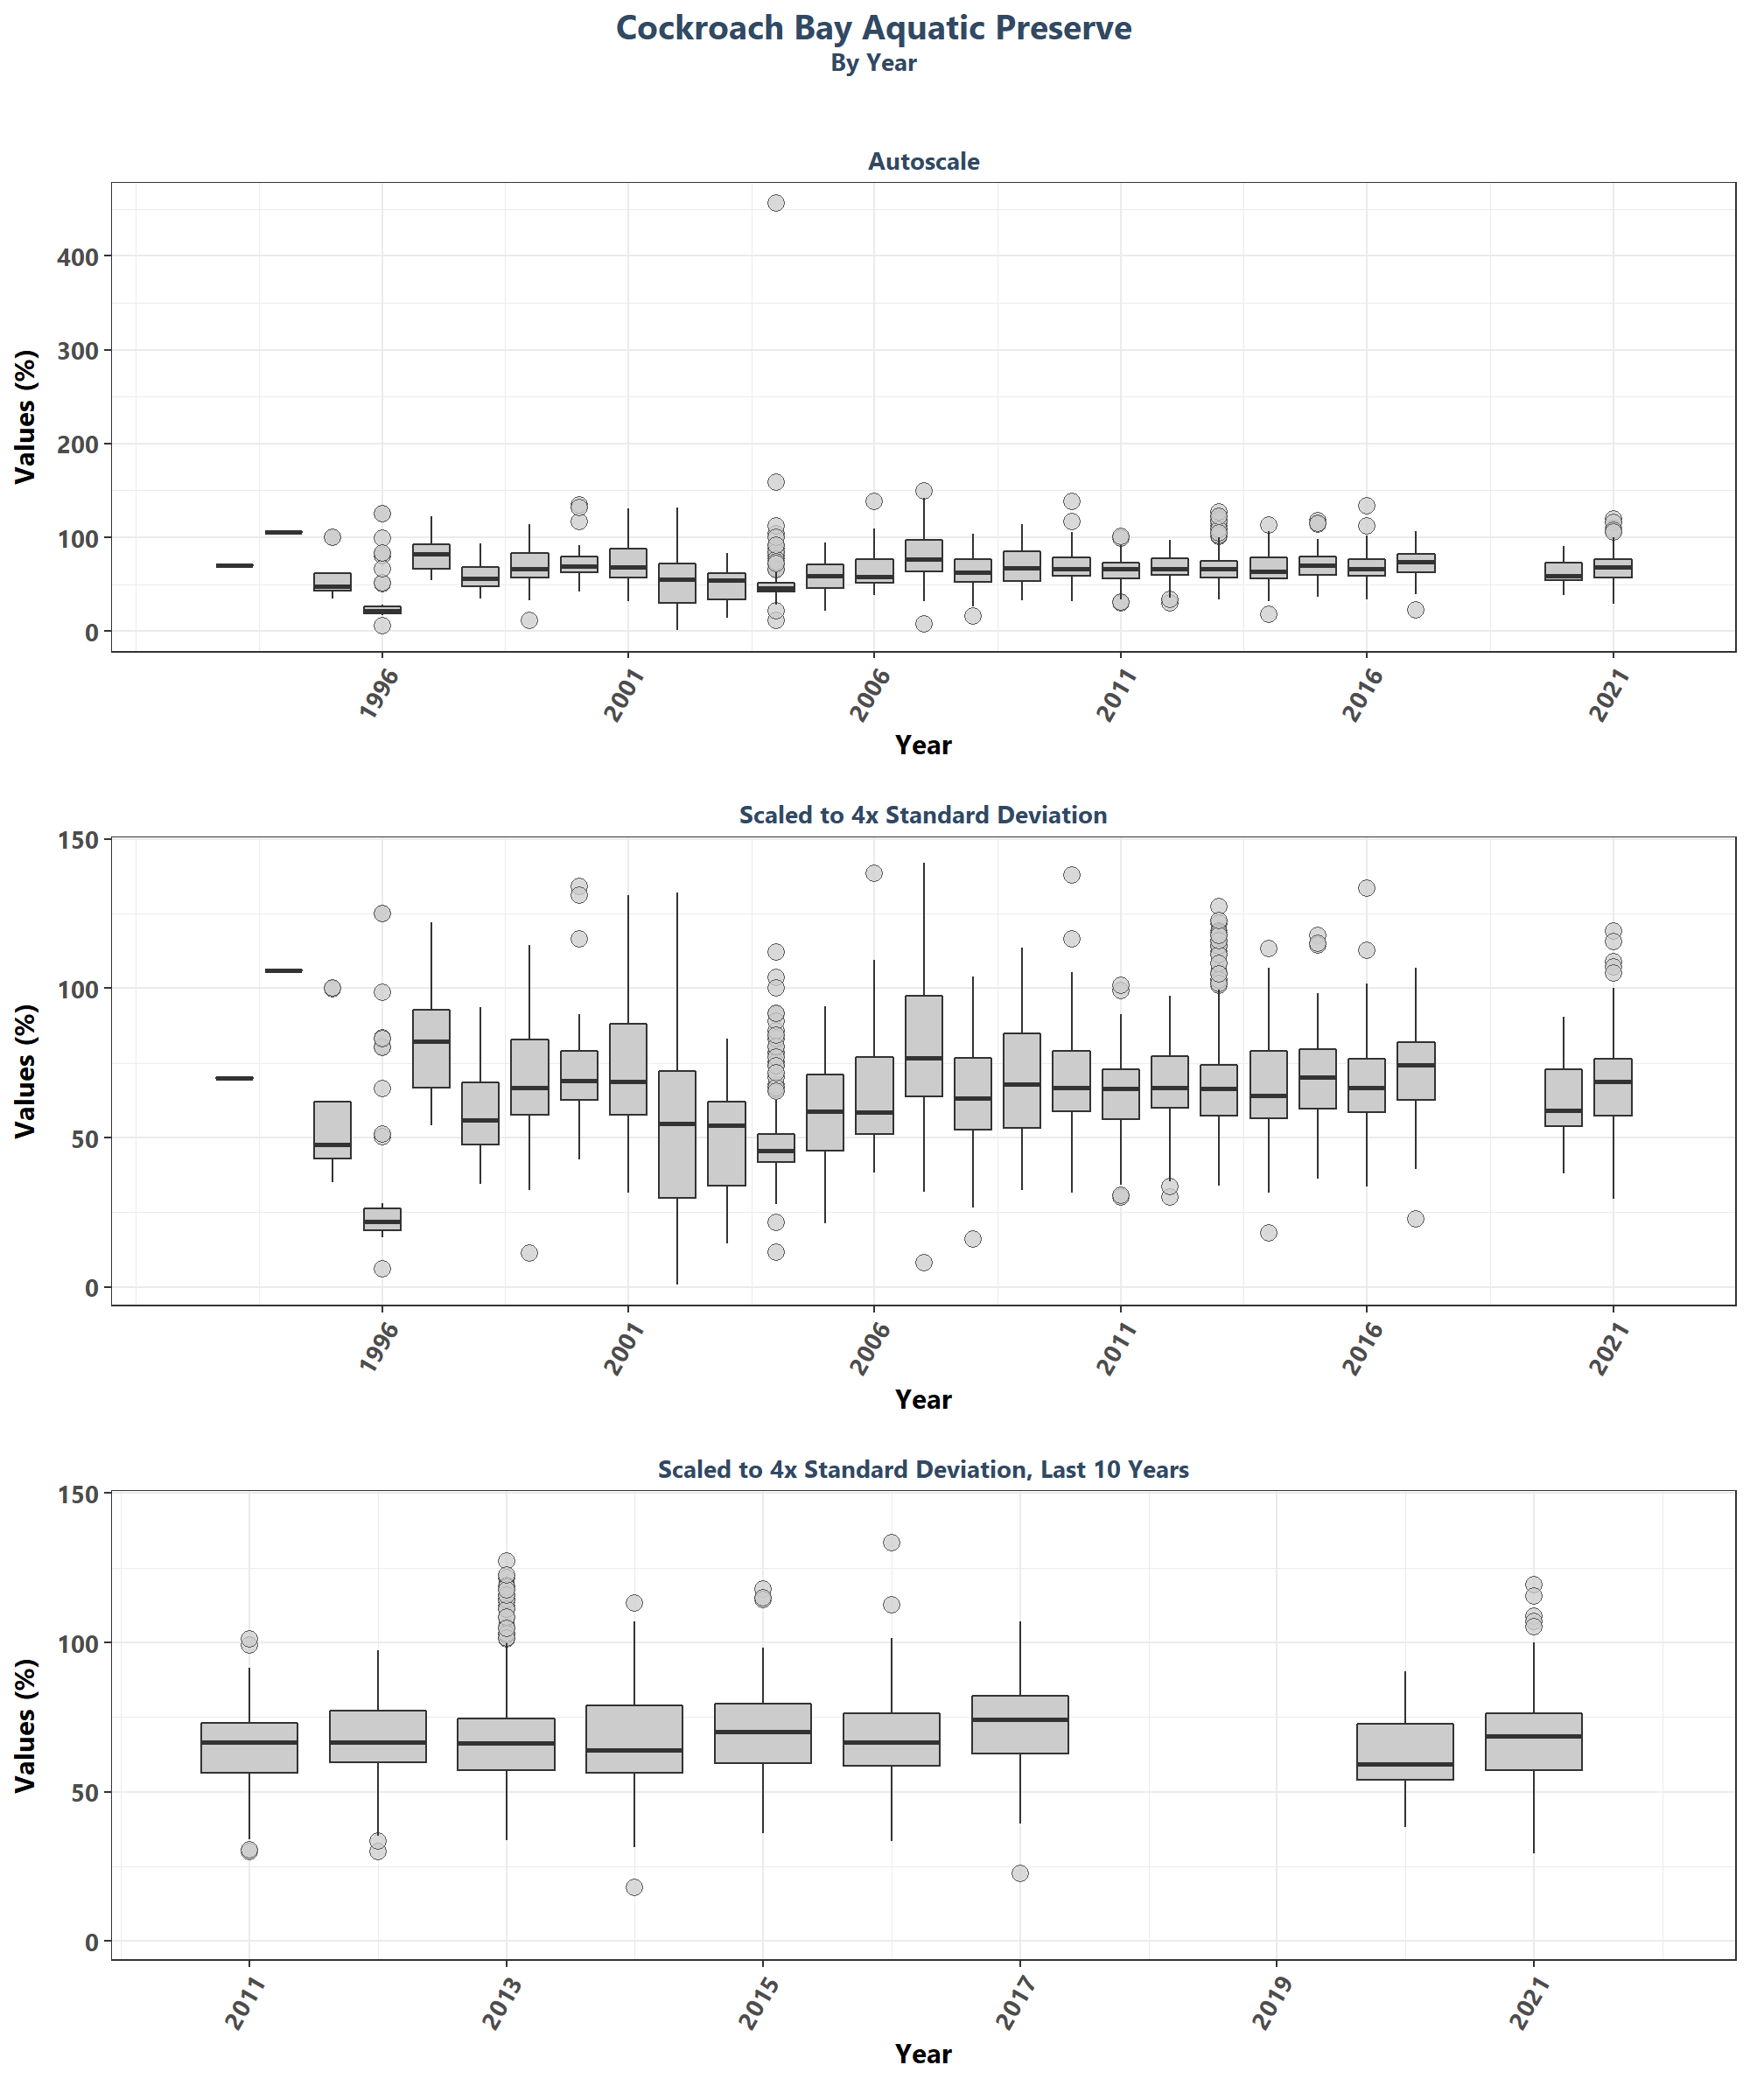 Cockroach Bay Aquatic Preserve
By Year
Autoscale
Values (%)
400
300
200
100
0
1996
2001
2006
2011
2016
2021
Year
Scaled to 4x Standard Deviation
Values (%)
150
100
50
0
1996
2001
2006
2011
2016
2021
Year
Scaled to 4x Standard Deviation, Last 10 Years
Values (%)
150
100
50
0
2011
2013
2015
2017
2019
2021
Year